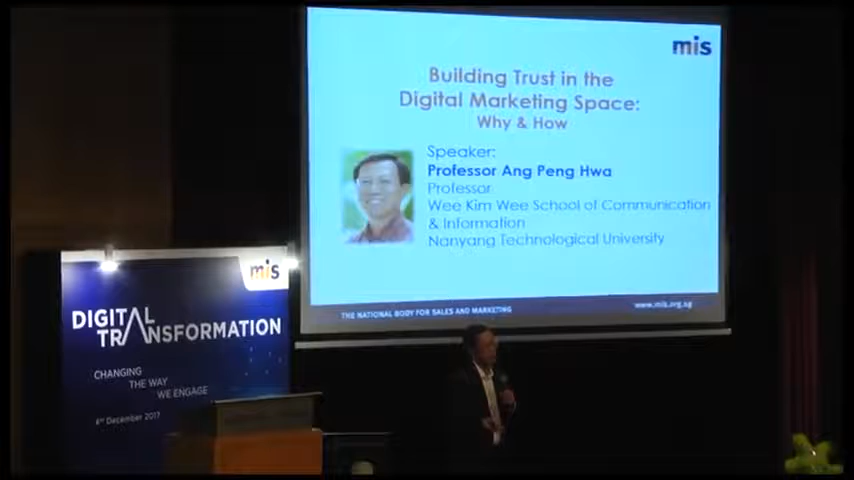 mis
Building Trust in the
Digital Marketing Space:
Why & How
Speaker:
Professor Ang Peng Hwa
Professor
Wee Kim Wee School of Communication
& Information
Nanyang Technological University
THE NATIONAL BODY FOR SALES AND MARKETING
www.mis.org.sg
mis
DIGITAL
TRANSFORMATION
CHANGING
THE WAY
WE ENGAGE
6th December 2017